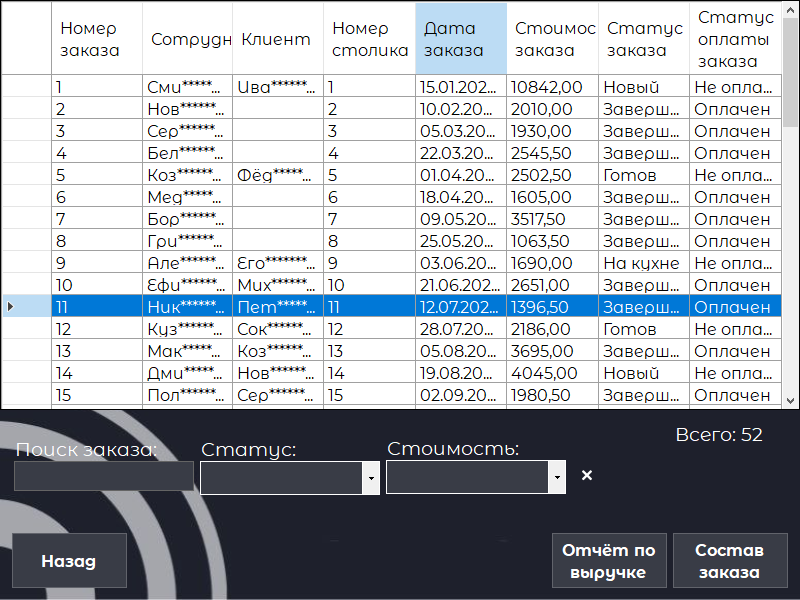 Номер заказа Сотрудн Клиент Номер столика Дата заказа Стоимос заказа Статус заказа Статус оплаты заказа
1 Сми*****... Ива******... 1 15.01.202... 10842,00 Новый Не опла...
2 Нов******... 2 10.02.20... 2010,00 Заверш... Оплачен
3 Сер******... 3 05.03.20... 1930,00 Заверш... Оплачен
4 Бел******... 4 22.03.20... 2545,50 Заверш... Оплачен
5 Коз******... Фёд*****... 5 01.04.20... 2502,50 Готов Не опла...
6 Мед*****... 6 18.04.20... 1605,00 Заверш... Оплачен
7 Бор******... 7 09.05.20... 3517,50 Заверш... Оплачен
8 Гри******... 8 25.05.20... 1063,50 Заверш... Оплачен
9 Але******... Его*******... 9 03.06.20... 1690,00 На кухне Не опла...
10 Ефи******... Мих******... 10 21.06.202... 2651,00 Заверш... Оплачен
11 Ник******... Пет*****... 11 12.07.202... 1396,50 Заверш... Оплачен
12 Куз******... Сок******... 12 28.07.20... 2186,00 Готов Не опла...
13 Мак*****... Коз******... 13 05.08.20... 3695,00 Заверш... Оплачен
14 Дми*****... Нов******... 14 19.08.20... 4045,00 Новый Не опла...
15 Пол******... Сер******... 15 02.09.20... 1980,50 Заверш... Оплачен
Всего: 52
Поиск заказа: Статус: Стоимость:
×
Назад
Отчёт по
выручке
Состав
заказа